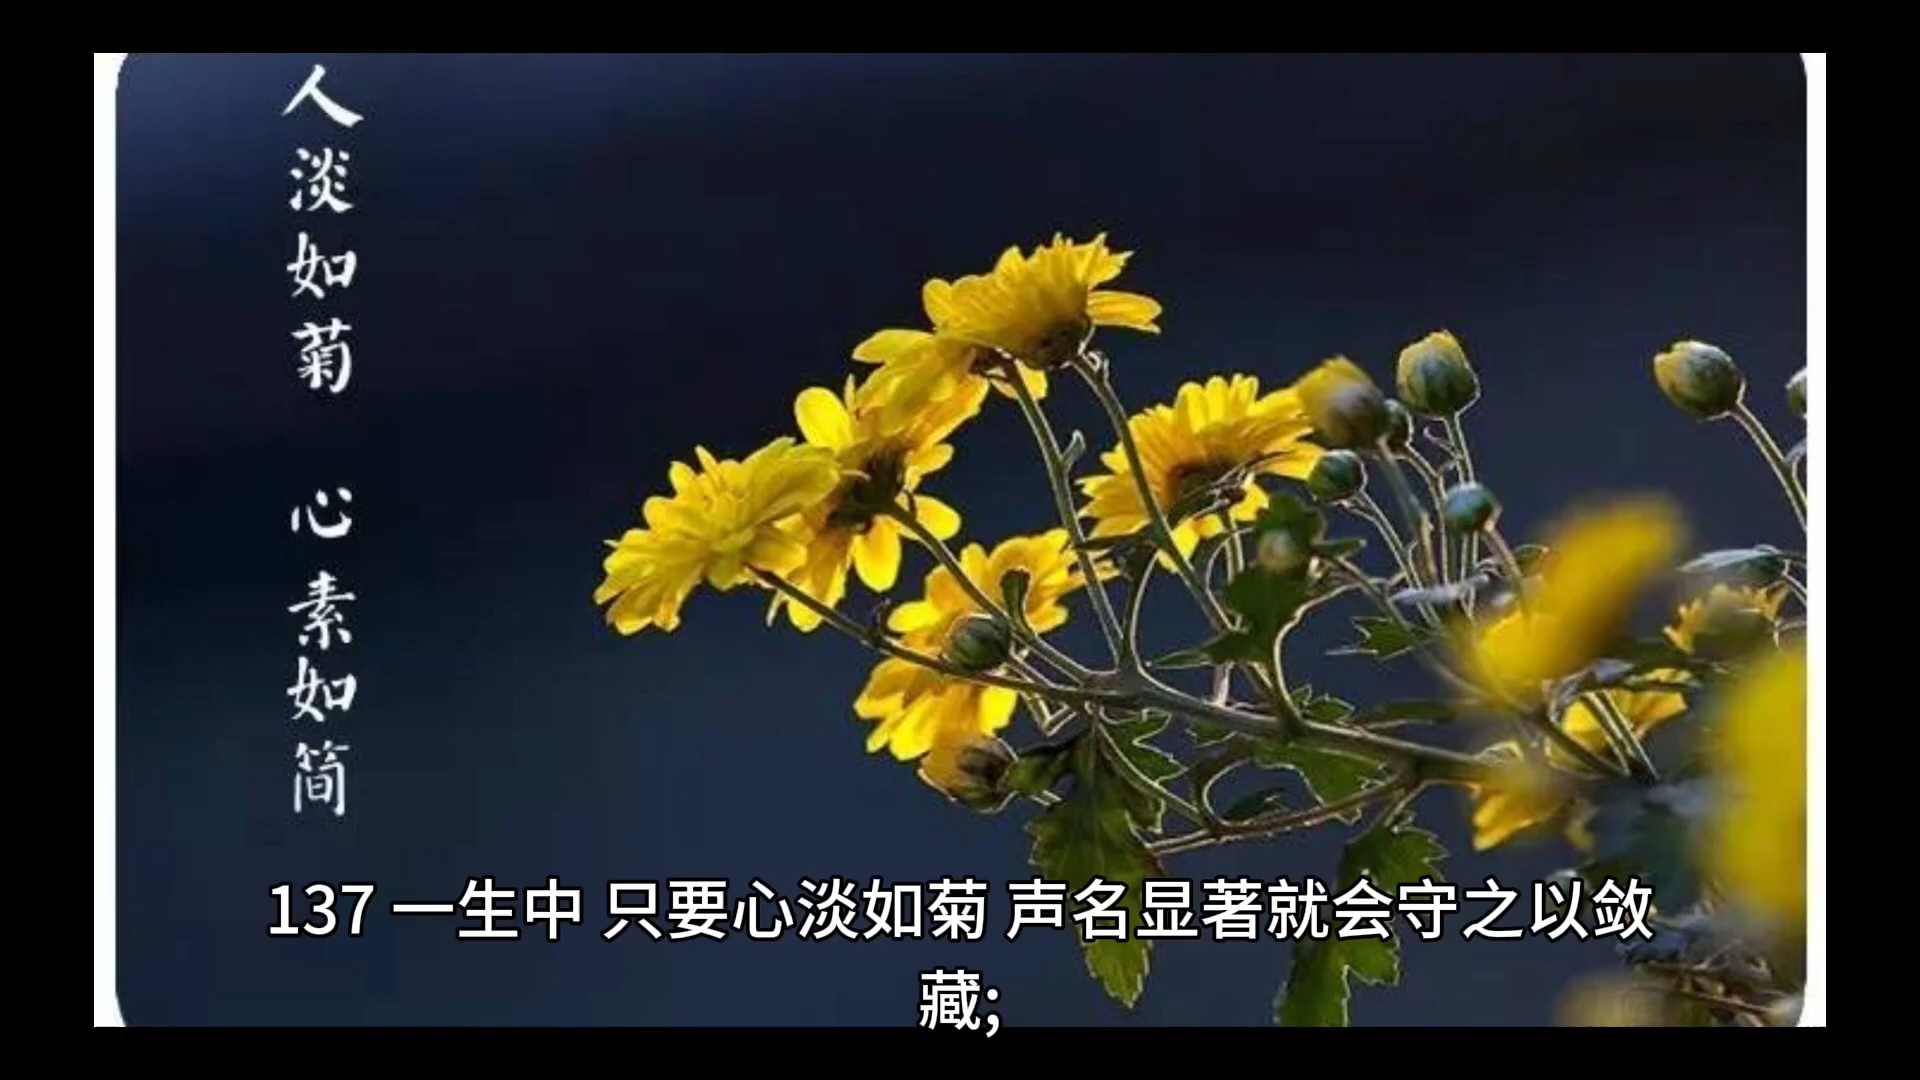 人淡如菊 心素如简
137 一生中 只要心淡如菊 声名显著就会守之以敛
藏;